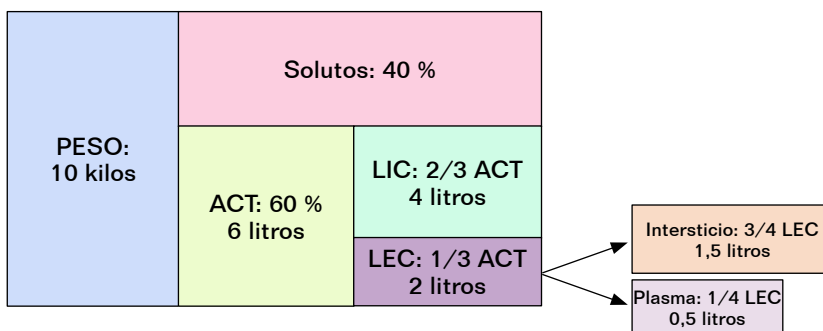 Solutos: 40 %
PESO:
10 kilos
ACT: 60 %
6 litros
LIC: 2/3 ACT
4 litros
LEC: 1/3 ACT
2 litros
Intersticio: 3/4 LEC
1,5 litros
Plasma: 1/4 LEC
0,5 litros